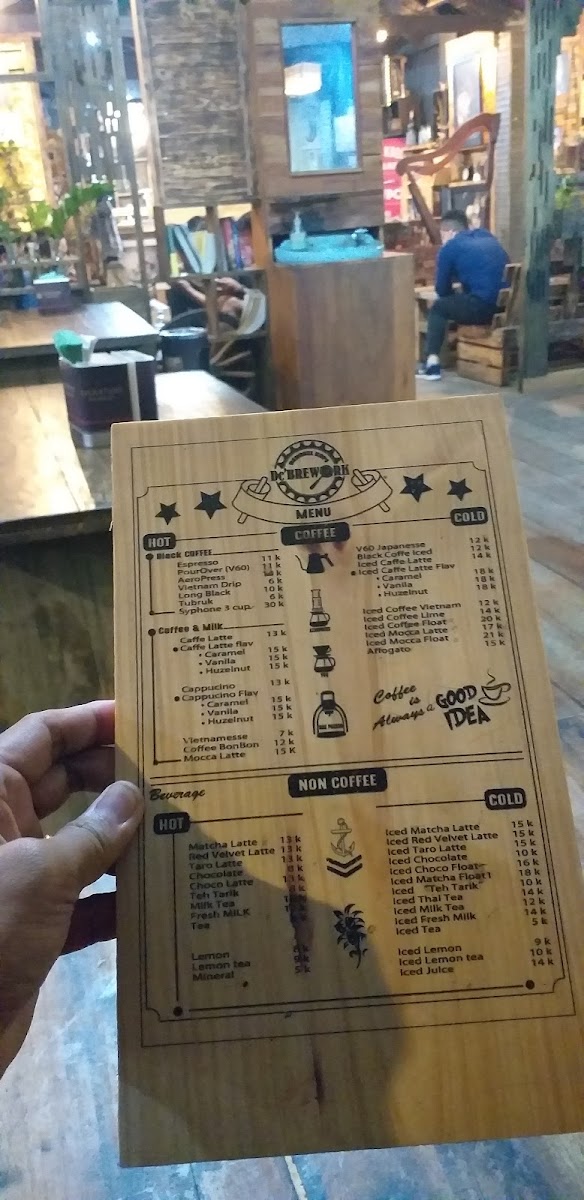 De'BREWORK
MENU
HOT
COFFEE
COLD
Black COFFEE
Espresso 11 k
PourOver (V60) 11 k
AeroPress
Vietnam Drip 6 k
Long Black 10 k
Tubruk 6 k
Syphone 3 cup 30 k
Coffee & Milk
Caffe Latte 13 k
Caffe Latte flav
• Caramel 15 k
• Vanila 15 k
• Huzelnut 15 k
Cappucino 13 k
Cappucino Flav
• Caramel 15 k
• Vanila 15 k
• Huzelnut 15 k
Vietnamesse 7 k
Coffee BonBon 12 k
Mocca Latte 15 K
V60 Japanesse 12 k
Black Coffe Iced 12 k
Iced Caffe Latte 14 k
Iced Caffe Latte Flav
• Caramel 18 k
• Vanila 18 k
• Huzelnut 18 k
Iced Coffee Vietnam 12 k
Iced Coffee Lime 14 k
Iced Coffee Float 20 k
Iced Mocca Latte 17 k
Iced Mocca Float 21 k
Affogato 15 k
Coffee
is
Always a GOOD
IDEA
NON COFFEE
Beverage
HOT
COLD
Matcha Latte 13 k
Red Velvet Latte 13 k
Taro Latte 13 k
Chocolate
Choco Latte
Teh Tarik
Milk Tea
Fresh MiLK
Tea
Lemon
Lemon tea 9 k
Mineral 5 k
Iced Matcha Latte 15 k
Iced Red Velvet Latte 15 k
Iced Taro Latte 15 k
Iced Chocolate 10 k
Iced Choco Float 16 k
Iced Matcha Float1 18 k
Iced "Teh Tarik" 10 k
Iced Thai Tea 14 k
Iced Milk Tea 12 k
Iced Fresh Milk 14 k
Iced Tea 5 k
Iced Lemon 9 k
Iced Lemon tea 10 k
Iced Juice 14 k